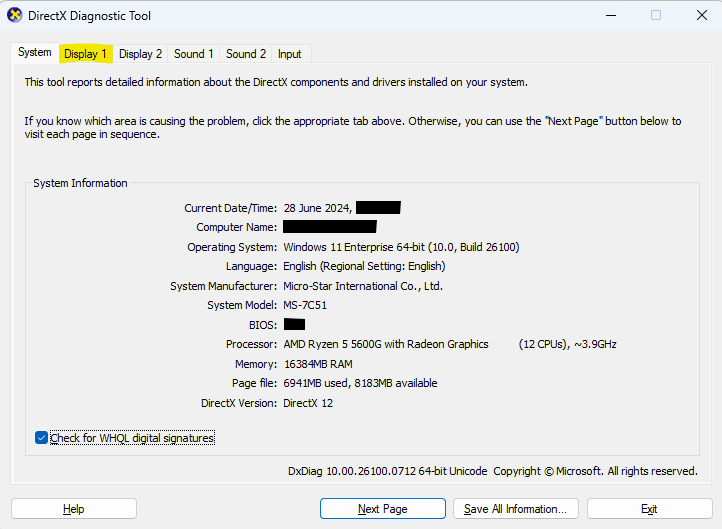 DirectX Diagnostic Tool
System Display 1 Display 2 Sound 1 Sound 2 Input
This tool reports detailed information about the DirectX components and drivers installed on your system.
If you know which area is causing the problem, click the appropriate tab above. Otherwise, you can use the "Next Page" button below to
visit each page in sequence.
System Information
Current Date/Time: 28 June 2024,
Computer Name:
Operating System: Windows 11 Enterprise 64-bit (10.0, Build 26100)
Language: English (Regional Setting: English)
System Manufacturer: Micro-Star International Co., Ltd.
System Model: MS-7C51
BIOS:
Processor: AMD Ryzen 5 5600G with Radeon Graphics (12 CPUs), ~3.9GHz
Memory: 16384MB RAM
Page file: 6941MB used, 8183MB available
DirectX Version: DirectX 12
Check for WHQL digital signatures
DxDiag 10.00.26100.0712 64-bit Unicode Copyright © Microsoft. All rights reserved.
Help Next Page Save All Information... Exit